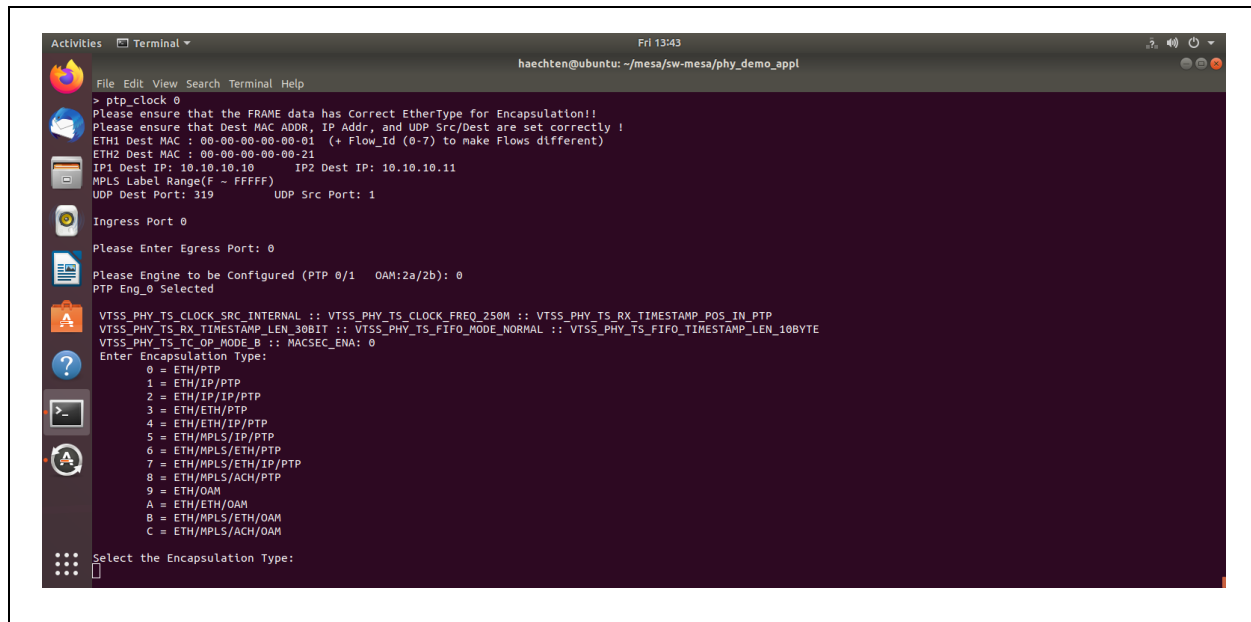 Activities Terminal Fri 13:43
haechten@ubuntu: ~/mesa/sw-mesa/phy_demo_appl
File Edit View Search Terminal Help
> ptp_clock 0
Please ensure that the FRAME data has Correct EtherType for Encapsulation!!
Please ensure that Dest MAC ADDR, IP Addr, and UDP Src/Dest are set correctly !
ETH1 Dest MAC : 00-00-00-00-00-01  (+ Flow_Id (0-7) to make Flows different)
ETH2 Dest MAC : 00-00-00-00-00-21
IP1 Dest IP: 10.10.10.10      IP2 Dest IP: 10.10.10.11
MPLS Label Range(F ~ FFFFF)
UDP Dest Port: 319          UDP Src Port: 1
Ingress Port 0
Please Enter Egress Port: 0
Please Engine to be Configured (PTP 0/1   OAM:2a/2b): 0
PTP Eng_0 Selected
VTSS_PHY_TS_CLOCK_SRC_INTERNAL :: VTSS_PHY_TS_CLOCK_FREQ_250M :: VTSS_PHY_TS_RX_TIMESTAMP_POS_IN_PTP
VTSS_PHY_TS_RX_TIMESTAMP_LEN_30BIT :: VTSS_PHY_TS_FIFO_MODE_NORMAL :: VTSS_PHY_TS_FIFO_TIMESTAMP_LEN_10BYTE
VTSS_PHY_TS_TC_OP_MODE_B :: MACSEC_ENA: 0
Enter Encapsulation Type:
0 = ETH/PTP
1 = ETH/IP/PTP
2 = ETH/IP/IP/PTP
3 = ETH/ETH/PTP
4 = ETH/ETH/IP/PTP
5 = ETH/MPLS/IP/PTP
6 = ETH/MPLS/ETH/PTP
7 = ETH/MPLS/ETH/IP/PTP
8 = ETH/MPLS/ACH/PTP
9 = ETH/OAM
A = ETH/ETH/OAM
B = ETH/MPLS/ETH/OAM
C = ETH/MPLS/ACH/OAM
Select the Encapsulation Type: